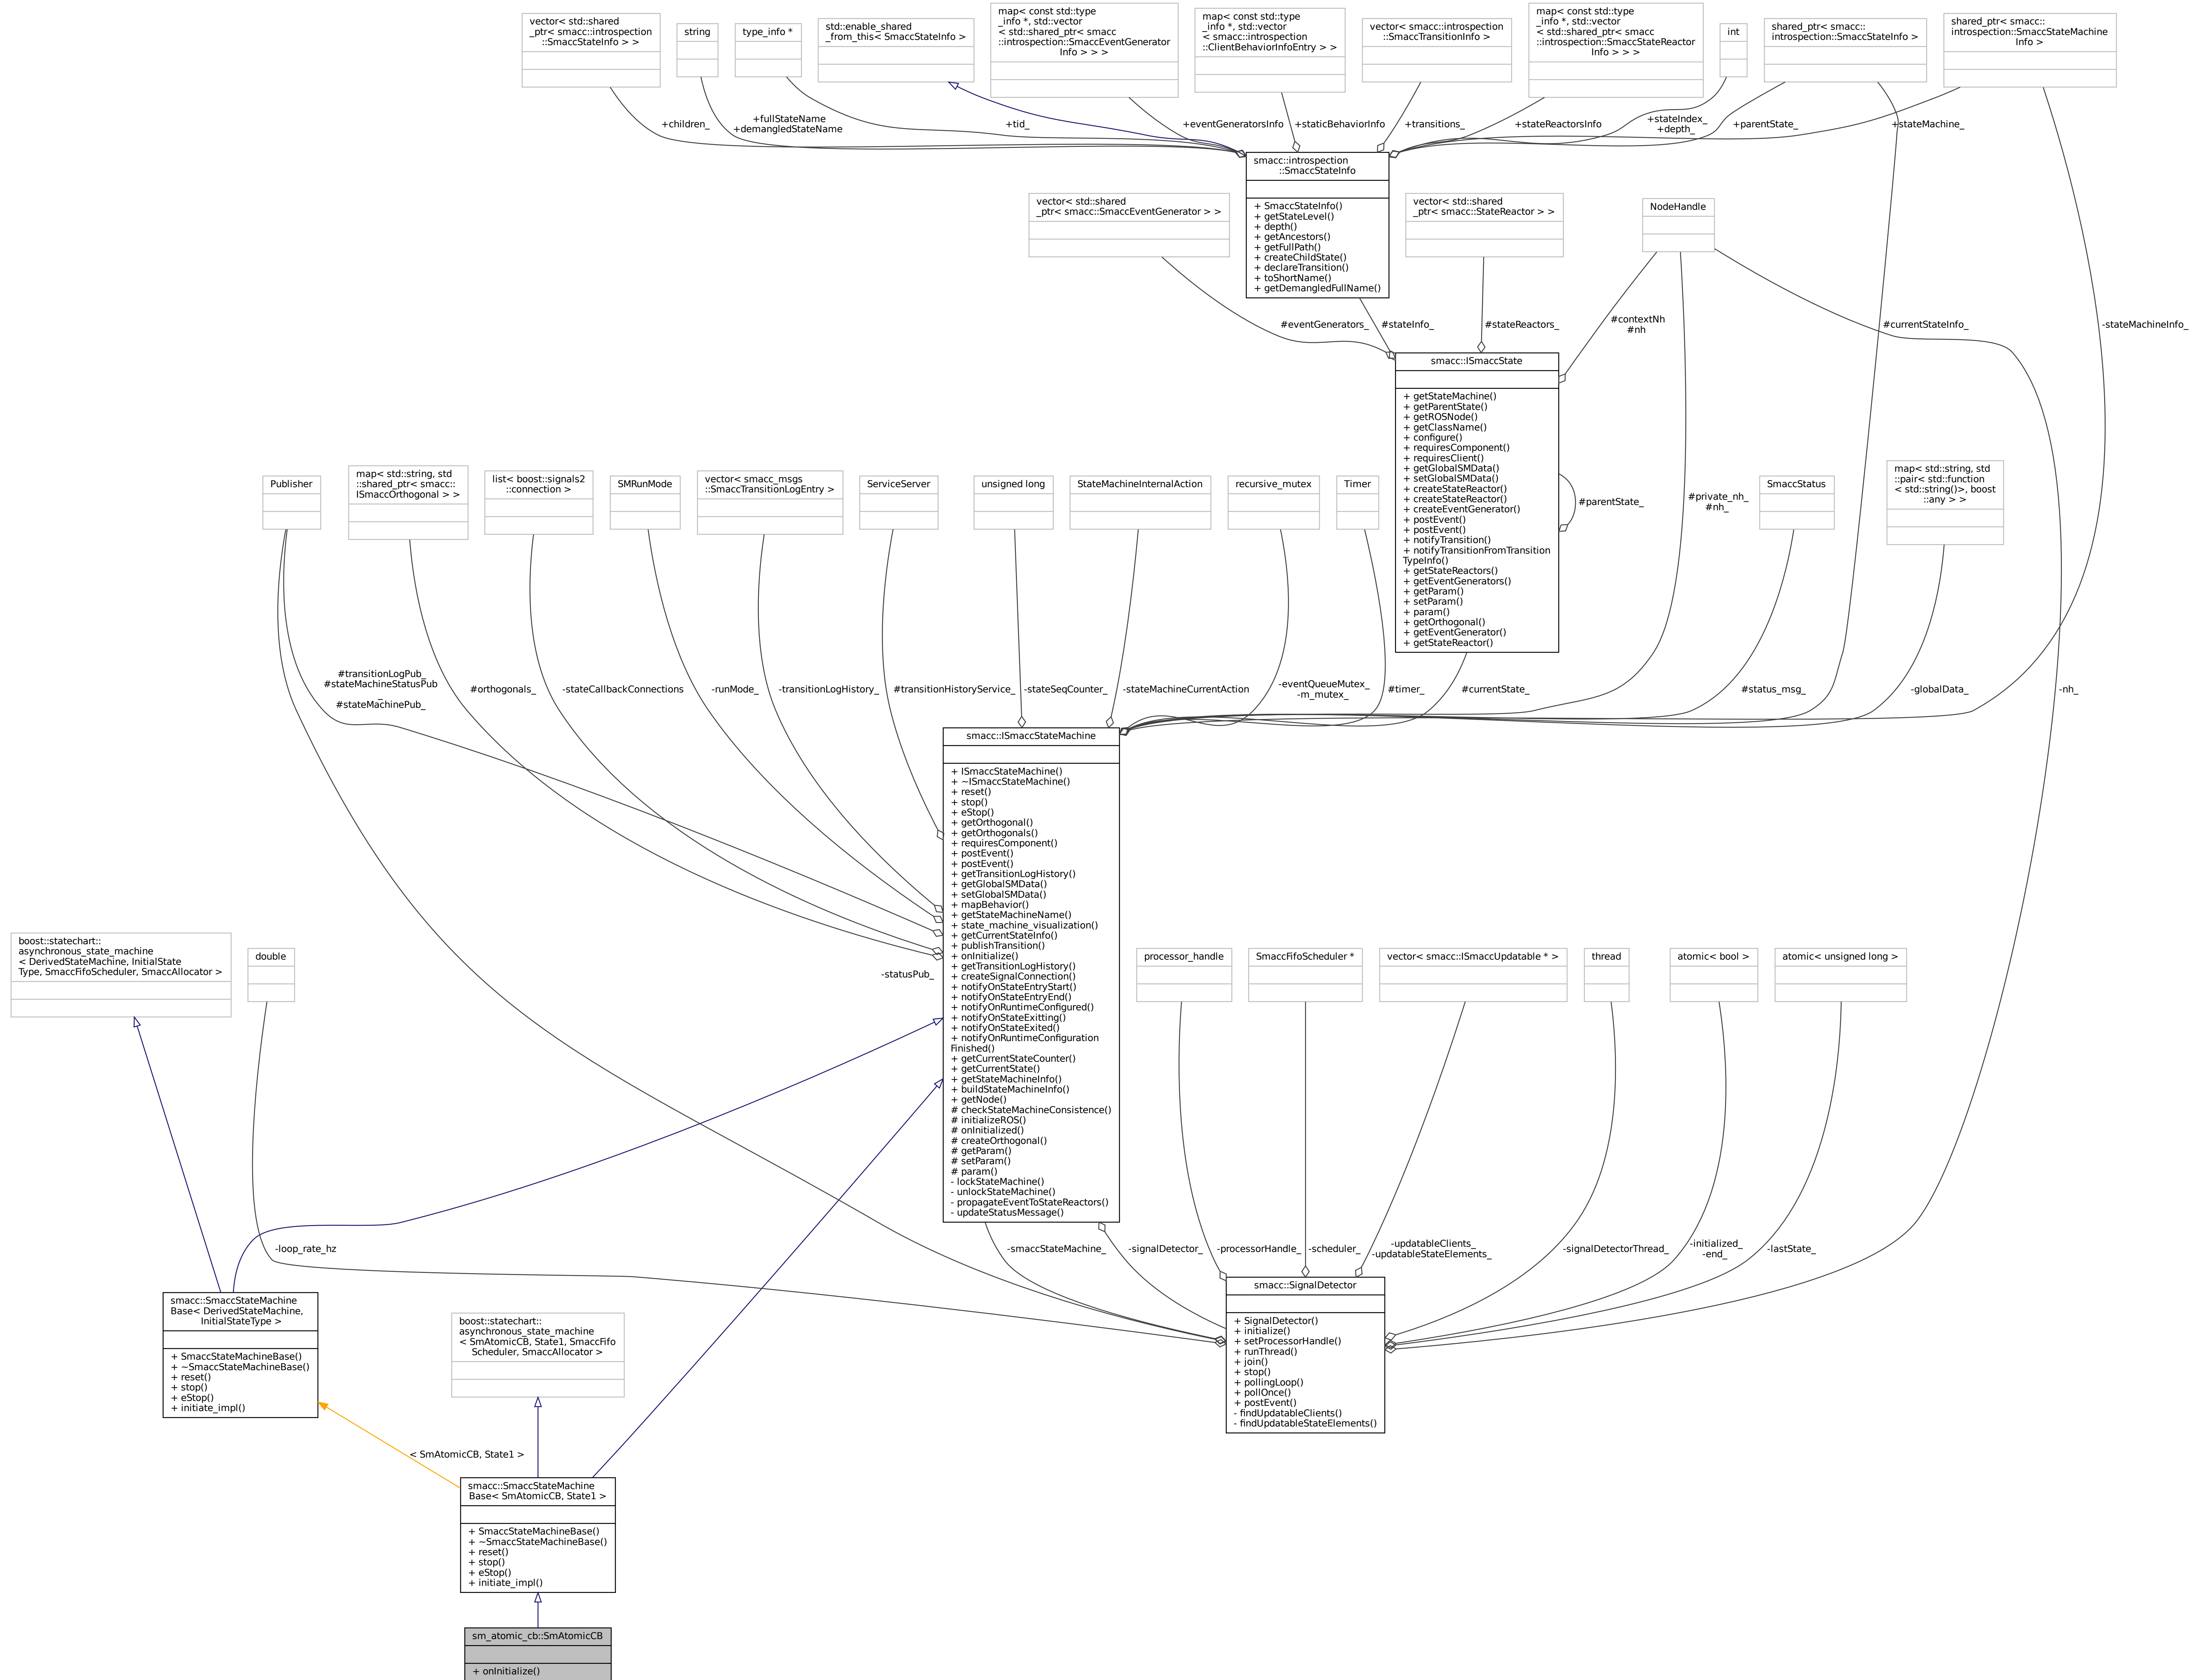 vector< std::shared
_ptr< smacc::introspection
::SmaccStateInfo > >
string
type_info *
std::enable_shared
_from_this< SmaccStateInfo >
map< const std::type
_info *, std::vector
< std::shared_ptr< smacc
::introspection::SmaccEventGenerator
Info > > >
map< const std::type
_info *, std::vector
< smacc::introspection
::ClientBehaviorInfoEntry > >
vector< smacc::introspection
::SmaccTransitionInfo >
map< const std::type
_info *, std::vector
< std::shared_ptr< smacc
::introspection::SmaccStateReactor
Info > > >
int
shared_ptr< smacc::
introspection::SmaccStateInfo >
shared_ptr< smacc::
introspection::SmaccStateMachine
Info >
+children_
+fullStateName
+demangledStateName
+tid_
+eventGeneratorsInfo
+staticBehaviorInfo
+transitions_
+stateReactorsInfo
+stateIndex_
+depth_
+parentState_
+stateMachine_
smacc::introspection
::SmaccStateInfo
+ SmaccStateInfo()
+ getStateLevel()
+ depth()
+ getAncestors()
+ getFullPath()
+ createChildState()
+ declareTransition()
+ toShortName()
+ getDemangledFullName()
vector< std::shared
_ptr< smacc::SmaccEventGenerator > >
vector< std::shared
_ptr< smacc::StateReactor > >
NodeHandle
#eventGenerators_
#stateInfo_
#stateReactors_
#contextNh
#nh
#currentStateInfo_
-stateMachineInfo_
smacc::ISmaccState
+ getStateMachine()
+ getParentState()
+ getROSNode()
+ getClassName()
+ configure()
+ requiresComponent()
+ requiresClient()
+ getGlobalSMData()
+ setGlobalSMData()
+ createStateReactor()
+ createStateReactor()
+ createEventGenerator()
+ postEvent()
+ postEvent()
+ notifyTransition()
+ notifyTransitionFromTransition
TypeInfo()
+ getStateReactors()
+ getEventGenerators()
+ getParam()
+ setParam()
+ param()
+ getOrthogonal()
+ getEventGenerator()
+ getStateReactor()
#parentState_
#private_nh_
#nh_
Publisher
map< std::string, std
::shared_ptr< smacc::
ISmaccOrthogonal > >
list< boost::signals2
::connection >
SMRunMode
vector< smacc_msgs
::SmaccTransitionLogEntry >
ServiceServer
unsigned long
StateMachineInternalAction
recursive_mutex
Timer
SmaccStatus
map< std::string, std
::pair< std::function
< std::string()>, boost
::any > >
#transitionLogPub_
#stateMachineStatusPub
_
#stateMachinePub_
#orthogonals_
-stateCallbackConnections
-runMode_
-transitionLogHistory_
#transitionHistoryService_
-stateSeqCounter_
-stateMachineCurrentAction
-eventQueueMutex_
-m_mutex_
#timer_
#currentState_
#status_msg_
-globalData_
-nh_
smacc::ISmaccStateMachine
+ ISmaccStateMachine()
+ ~ISmaccStateMachine()
+ reset()
+ stop()
+ eStop()
+ getOrthogonal()
+ getOrthogonals()
+ requiresComponent()
+ postEvent()
+ postEvent()
+ getTransitionLogHistory()
+ getGlobalSMData()
+ setGlobalSMData()
+ mapBehavior()
+ getStateMachineName()
+ state_machine_visualization()
+ getCurrentStateInfo()
+ publishTransition()
+ onInitialize()
+ getTransitionLogHistory()
+ createSignalConnection()
+ notifyOnStateEntryStart()
+ notifyOnStateEntryEnd()
+ notifyOnRuntimeConfigured()
+ notifyOnStateExitting()
+ notifyOnStateExited()
+ notifyOnRuntimeConfiguration
Finished()
+ getCurrentStateCounter()
+ getCurrentState()
+ getStateMachineInfo()
+ buildStateMachineInfo()
+ getNode()
# checkStateMachineConsistence()
# initializeROS()
# onInitialized()
# createOrthogonal()
# getParam()
# setParam()
# param()
- lockStateMachine()
- unlockStateMachine()
- propagateEventToStateReactors()
- updateStatusMessage()
boost::statechart::
asynchronous_state_machine
< DerivedStateMachine, InitialState
Type, SmaccFifoScheduler, SmaccAllocator >
double
-statusPub_
processor_handle
SmaccFifoScheduler *
vector< smacc::ISmaccUpdatable * >
thread
atomic< bool >
atomic< unsigned long >
-loop_rate_hz
-smaccStateMachine_
-signalDetector_
-processorHandle_
-scheduler_
-updatableClients_
-updatableStateElements_
-signalDetectorThread_
-initialized_
-end_
-lastState_
smacc::SignalDetector
+ SignalDetector()
+ initialize()
+ setProcessorHandle()
+ runThread()
+ join()
+ stop()
+ pollingLoop()
+ pollOnce()
+ postEvent()
- findUpdatableClients()
- findUpdatableStateElements()
smacc::SmaccStateMachine
Base< DerivedStateMachine,
InitialStateType >
+ SmaccStateMachineBase()
+ ~SmaccStateMachineBase()
+ reset()
+ stop()
+ eStop()
+ initiate_impl()
boost::statechart::
asynchronous_state_machine
< SmAtomicCB, State1, SmaccFifo
Scheduler, SmaccAllocator >
< SmAtomicCB, State1 >
smacc::SmaccStateMachine
Base< SmAtomicCB, State1 >
+ SmaccStateMachineBase()
+ ~SmaccStateMachineBase()
+ reset()
+ stop()
+ eStop()
+ initiate_impl()
sm_atomic_cb::SmAtomicCB
+ onInitialize()